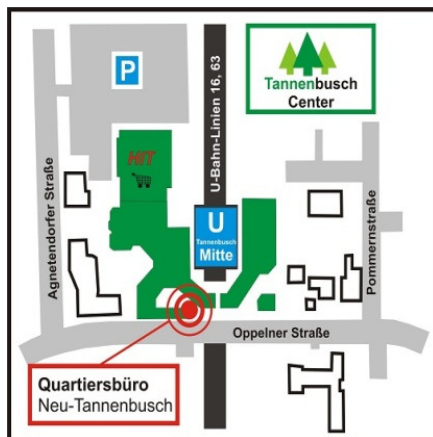 P
U-Bahn-Linien 16, 63
Tannenbusch
Center
HIT
Agnetendorfer Straße
U
Tannenbusch
Mitte
Pommernstraße
Oppelner Straße
Quartiersbüro
Neu-Tannenbusch